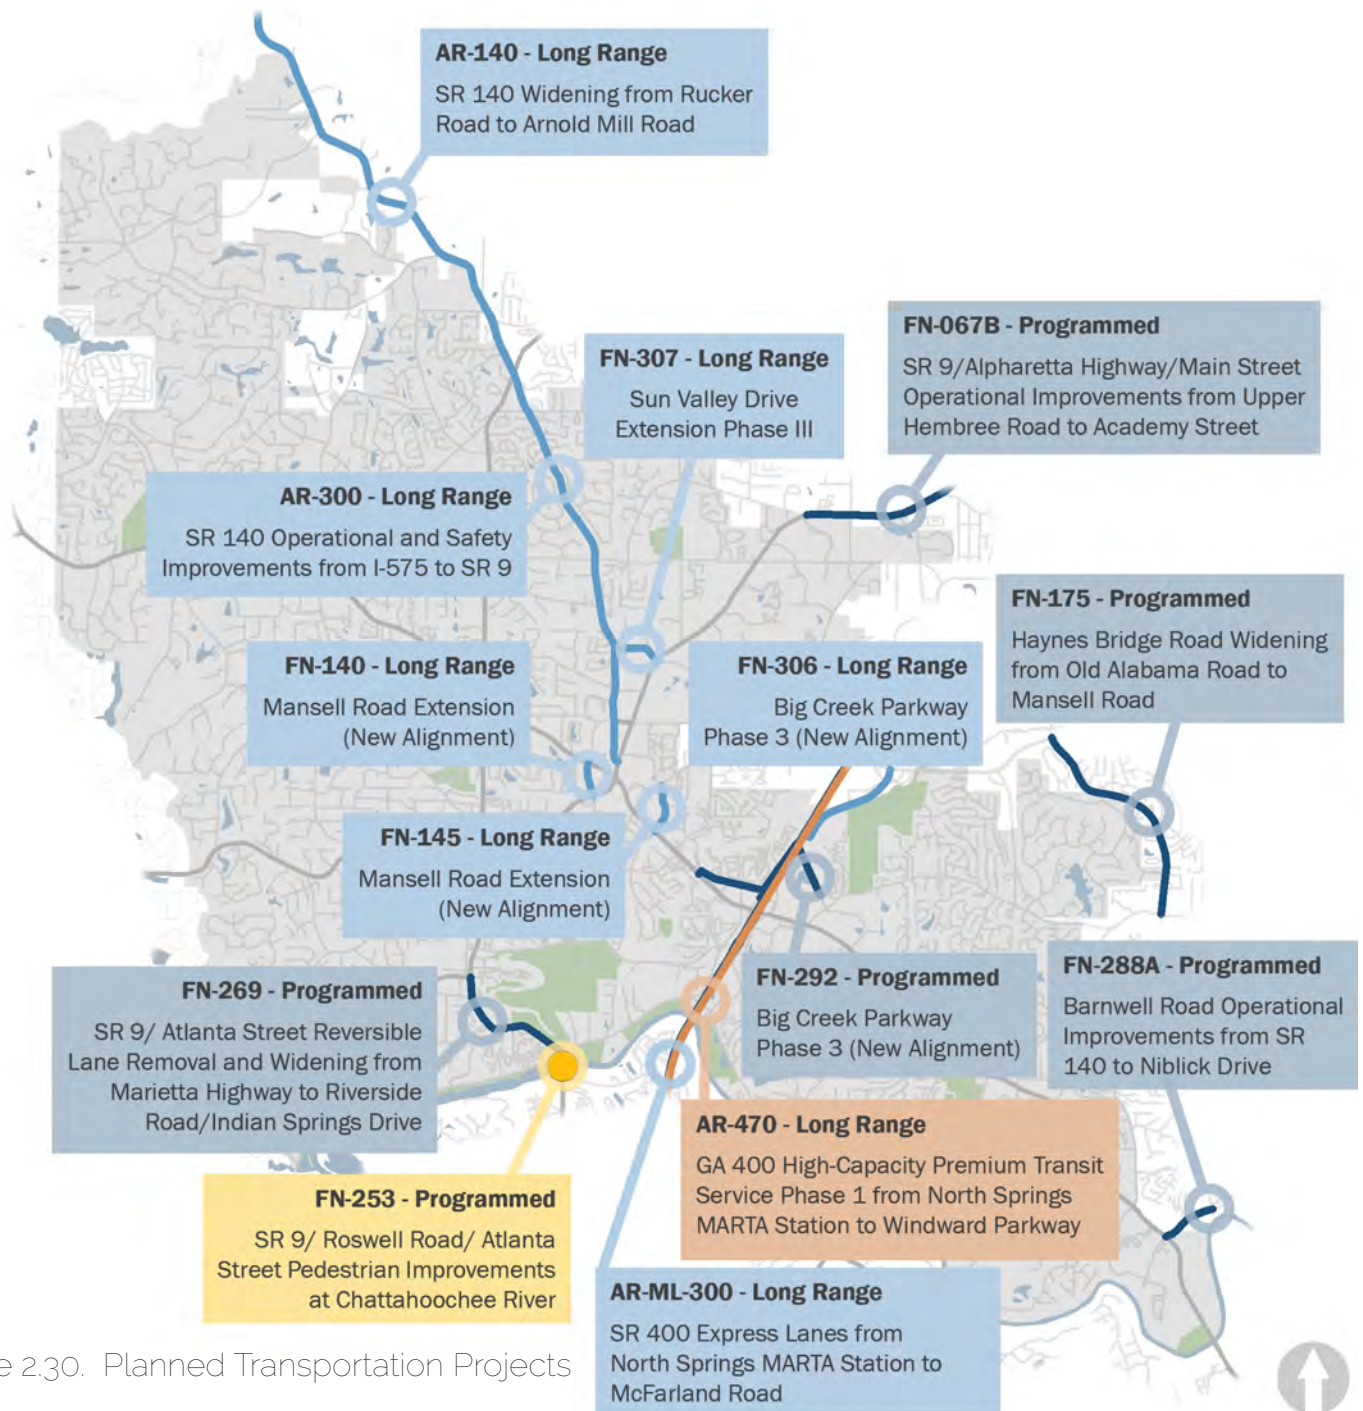 AR-140 - Long Range
SR 140 Widening from Rucker
Road to Arnold Mill Road
FN-067B - Programmed
SR 9/Alpharetta Highway/Main Street
Operational Improvements from Upper
Hembree Road to Academy Street
FN-307 - Long Range
Sun Valley Drive
Extension Phase III
AR-300 - Long Range
SR 140 Operational and Safety
Improvements from I-575 to SR 9
FN-175 - Programmed
Haynes Bridge Road Widening
from Old Alabama Road to
Mansell Road
FN-140 - Long Range
Mansell Road Extension
(New Alignment)
FN-306 - Long Range
Big Creek Parkway
Phase 3 (New Alignment)
FN-145 - Long Range
Mansell Road Extension
(New Alignment)
FN-269 - Programmed
SR 9/ Atlanta Street Reversible
Lane Removal and Widening from
Marietta Highway to Riverside
Road/Indian Springs Drive
FN-292 - Programmed
Big Creek Parkway
Phase 3 (New Alignment)
FN-288A - Programmed
Barnwell Road Operational
Improvements from SR
140 to Niblick Drive
AR-470 - Long Range
GA 400 High-Capacity Premium Transit
Service Phase 1 from North Springs
MARTA Station to Windward Parkway
FN-253 - Programmed
SR 9/ Roswell Road/ Atlanta
Street Pedestrian Improvements
at Chattahoochee River
AR-ML-300 - Long Range
SR 400 Express Lanes from
North Springs MARTA Station to
McFarland Road
e 2.30. Planned Transportation Projects